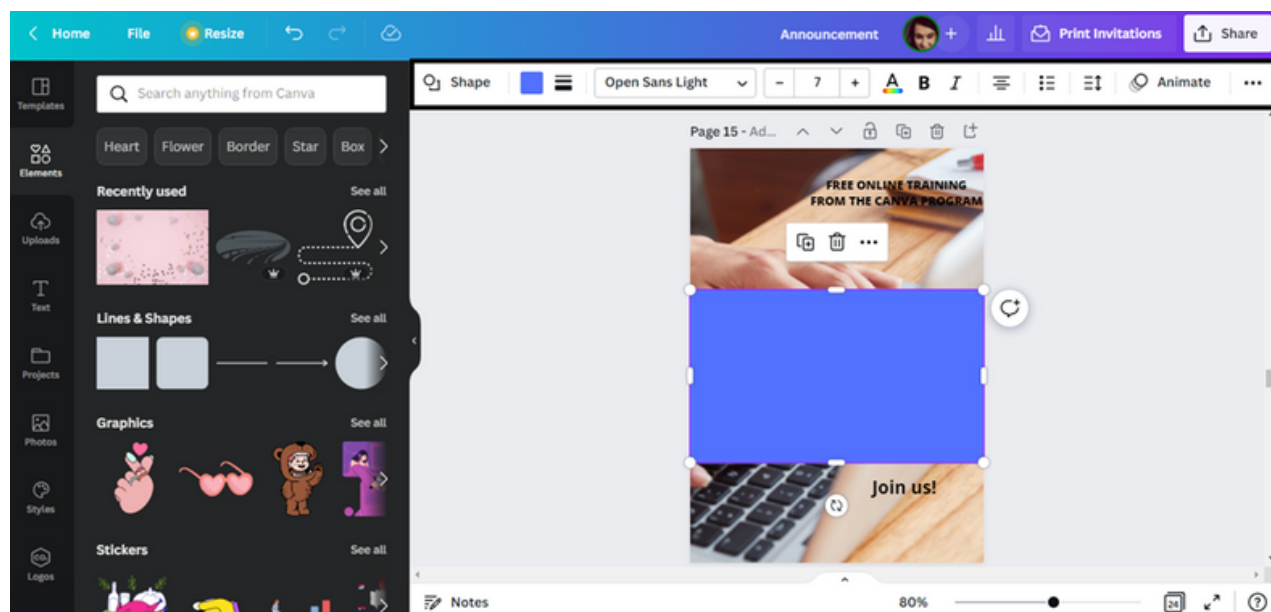 Home File Resize Announcement Print Invitations Share
Templates
Elements
Uploads
Text
Projects
Photos
Styles
Logos
Search anything from Canva
Heart Flower Border Star Box
Recently used See all
Lines & Shapes See all
Graphics See all
Stickers See all
Shape Open Sans Light - 7 + A B I Animate
Page 15 - Ad...
FREE ONLINE TRAINING
FROM THE CANVA PROGRAM
Join us!
Notes 80% 24 ?